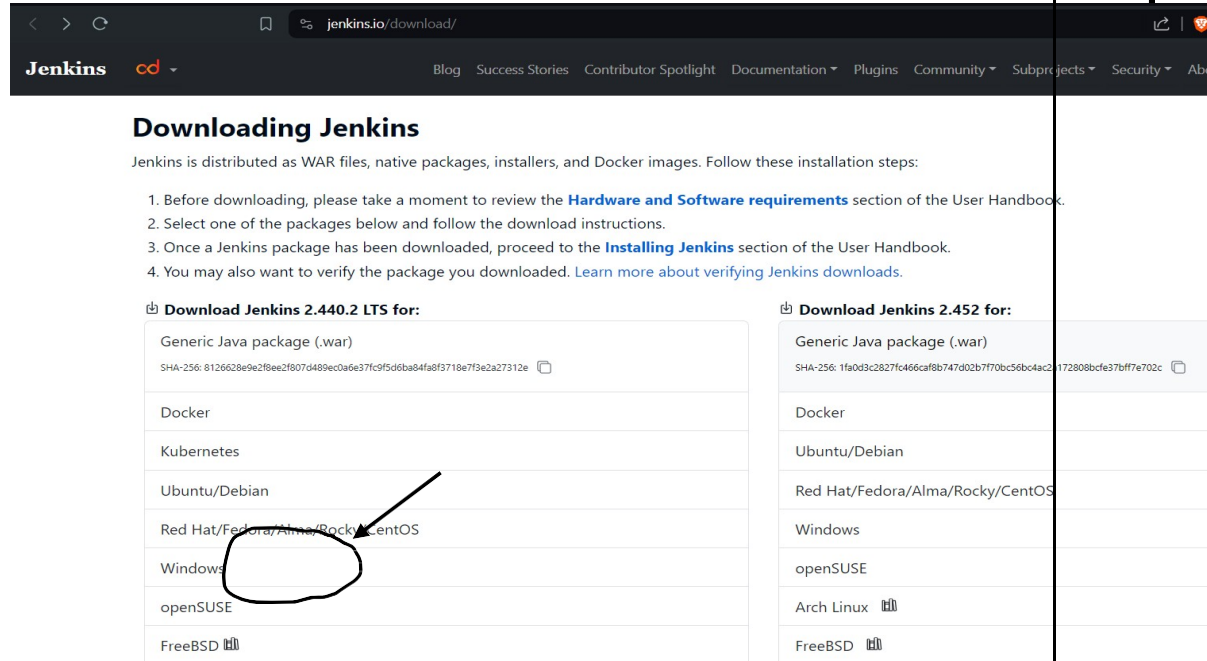 jenkins.io/download/
Jenkins cd Blog Success Stories Contributor Spotlight Documentation Plugins Community Subprojects Security
Downloading Jenkins
Jenkins is distributed as WAR files, native packages, installers, and Docker images. Follow these installation steps:
1. Before downloading, please take a moment to review the Hardware and Software requirements section of the User Handbook.
2. Select one of the packages below and follow the download instructions.
3. Once a Jenkins package has been downloaded, proceed to the Installing Jenkins section of the User Handbook.
4. You may also want to verify the package you downloaded. Learn more about verifying Jenkins downloads.
Download Jenkins 2.440.2 LTS for:
Generic Java package (.war)
SHA-256: 8126628e9e2f8ee2f807d489ec0a6e37fc9f5d6ba84fa8f3718e7f3e2a27312e
Docker
Kubernetes
Ubuntu/Debian
Red Hat/Fedora/Alma/Rocky/CentOS
Windows
openSUSE
FreeBSD
Download Jenkins 2.452 for:
Generic Java package (.war)
SHA-256:
Docker
Ubuntu/Debian
Red Hat/Fedora/Alma/Rocky/CentOS
Windows
openSUSE
Arch Linux
FreeBSD